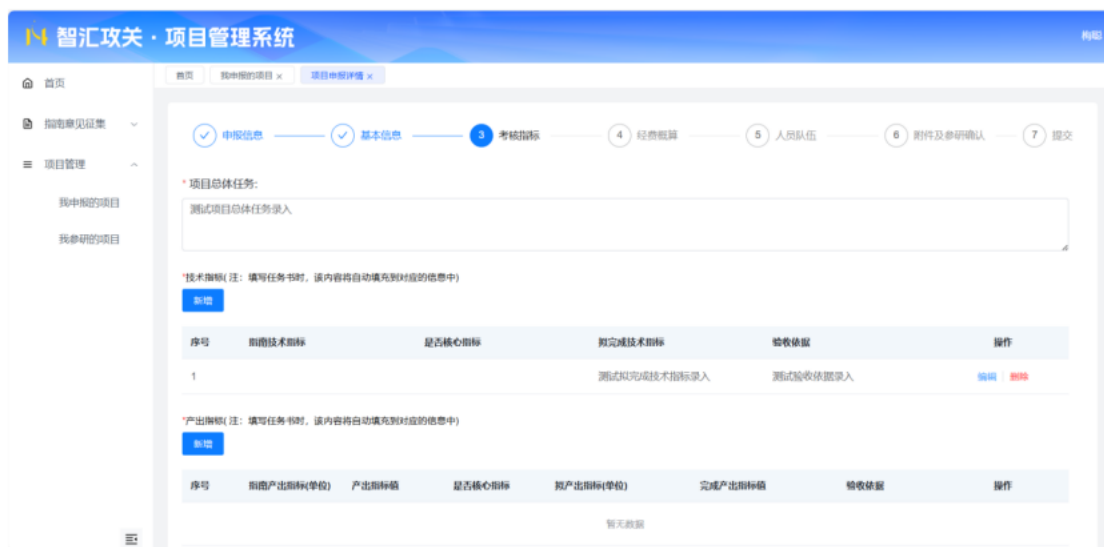 智汇攻关·项目管理系统
梅聪
首页
指南意见征集
项目管理
我申报的项目
我参研的项目
首页 我申报的项目 × 项目申报详情 ×
申报信息 基本信息 3 考核指标 4 经费概算 5 人员队伍 6 附件及参研确认 7 提交
* 项目总体任务:
测试项目总体任务录入
*技术指标( 注: 填写任务书时, 该内容将自动填充到对应的信息中)
新增
序号 指南技术指标 是否核心指标 拟完成技术指标 验收依据 操作
1 测试拟完成技术指标录入 测试验收依据录入 编辑 删除
*产出指标( 注: 填写任务书时, 该内容将自动填充到对应的信息中)
新增
序号 指南产出指标(单位) 产出指标值 是否核心指标 拟产出指标(单位) 完成产出指标值 验收依据 操作
暂无数据